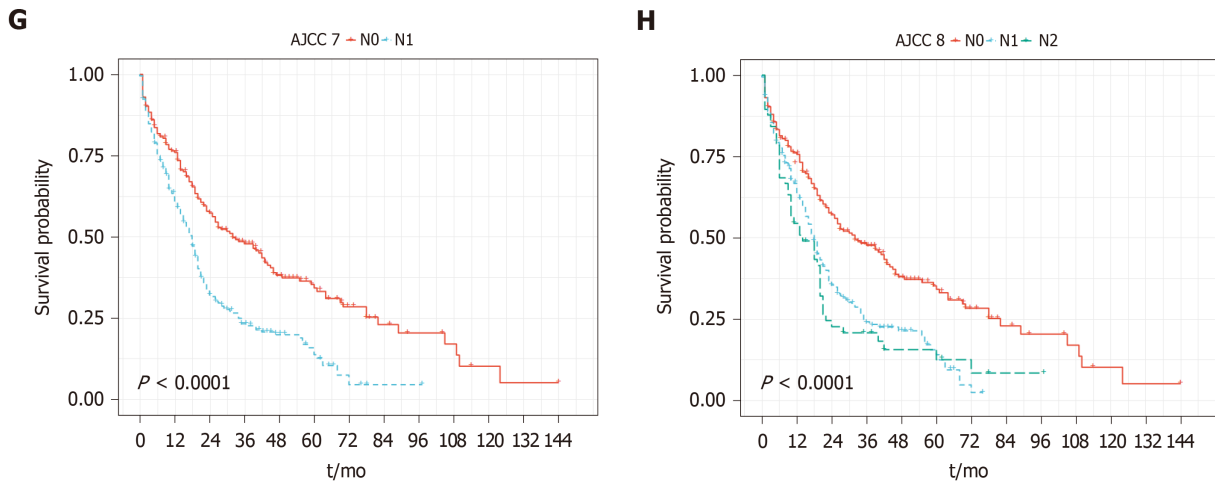 G
AJCC 7 N0 N1
1.00
0.75
0.50
0.25
0.00
Survival probability
P < 0.0001
0 12 24 36 48 60 72 84 96 108 120 132 144
t/mo
H
AJCC 8 N0 N1 N2
1.00
0.75
0.50
0.25
0.00
Survival probability
P < 0.0001
0 12 24 36 48 60 72 84 96 108 120 132 144
t/mo